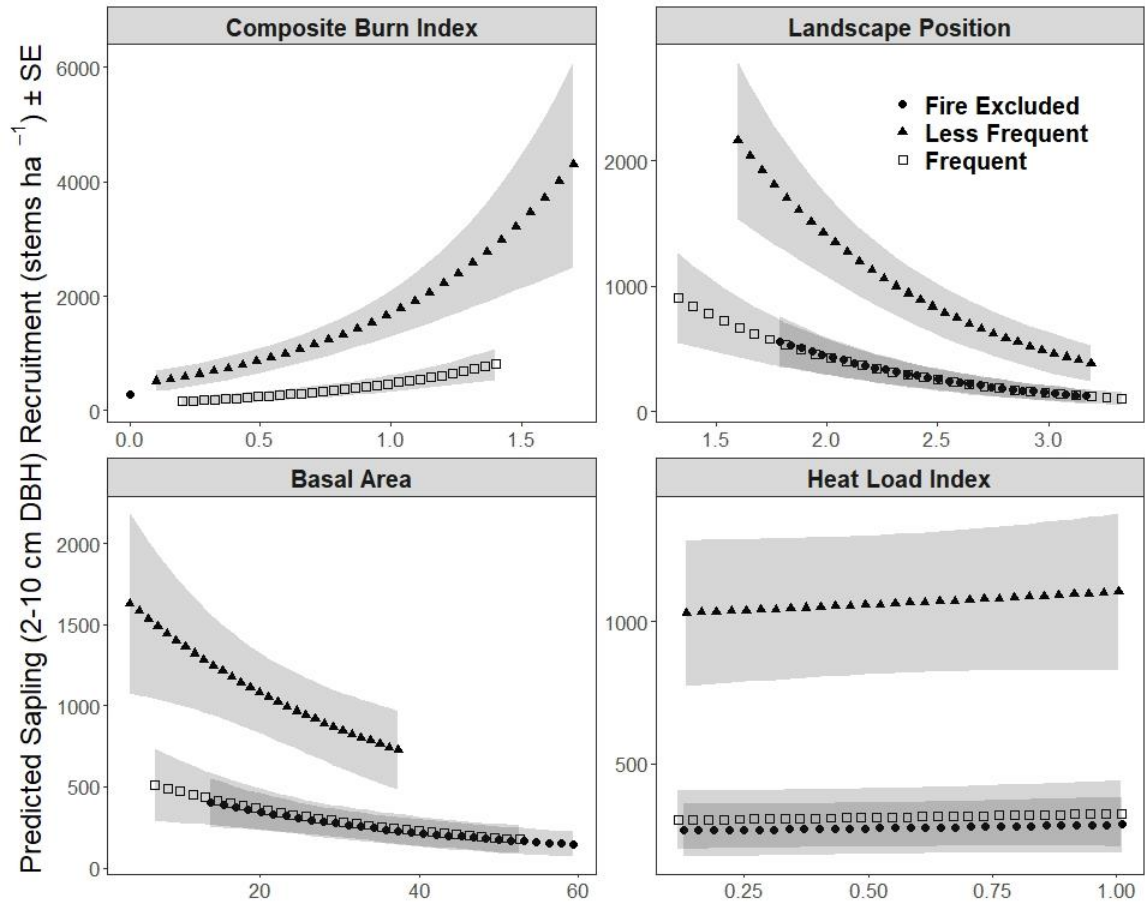 Predicted Sapling (2-10 cm DBH) Recruitment (stems ha ⁻¹) ± SE
Composite Burn Index
6000
4000
2000
0
0.0 0.5 1.0 1.5
Landscape Position
Fire Excluded
Less Frequent
Frequent
2000
1000
0
1.5 2.0 2.5 3.0
Basal Area
2000
1500
1000
500
0
20 40 60
Heat Load Index
1000
500
0.25 0.50 0.75 1.00